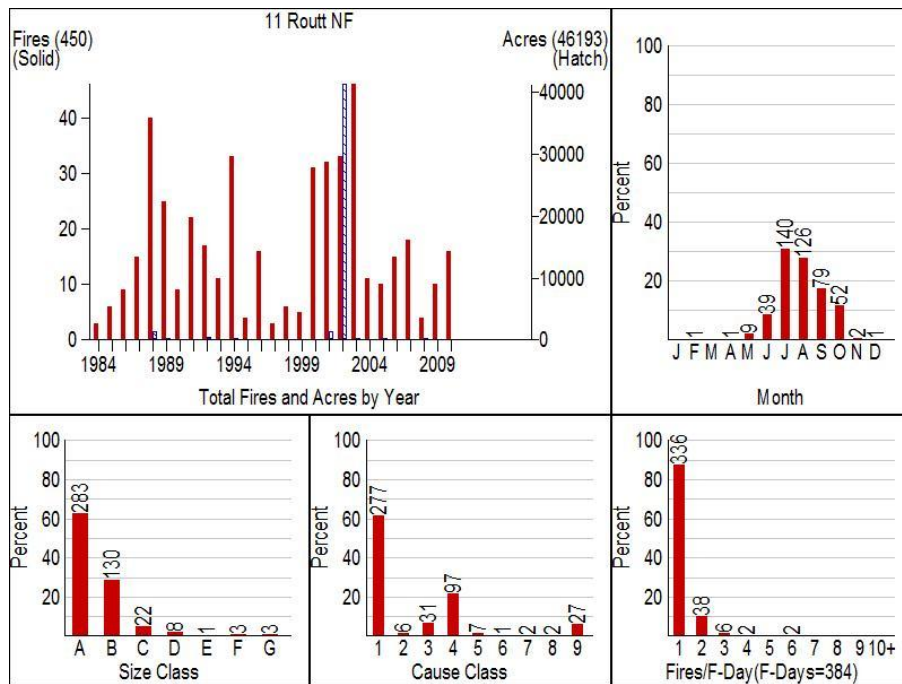 11 Routt NF
Fires (450)
(Solid)
Acres (46193)
(Hatch)
40
30
20
10
0
40000
30000
20000
10000
0
1984 1989 1994 1999 2004 2009
Total Fires and Acres by Year
100
80
60
40
20
Percent
1 1 9 39 140 126 79 52 2 1
J F M A M J J A S O N D
Month
100
80
60
40
20
Percent
283 130 22 8 1 3 3
A B C D E F G
Size Class
100
80
60
40
20
Percent
277 6 31 97 7 1 2 2 27
1 2 3 4 5 6 7 8 9
Cause Class
100
80
60
40
20
Percent
336 38 6 2 2
1 2 3 4 5 6 7 8 9 10+
Fires/F-Day(F-Days=384)